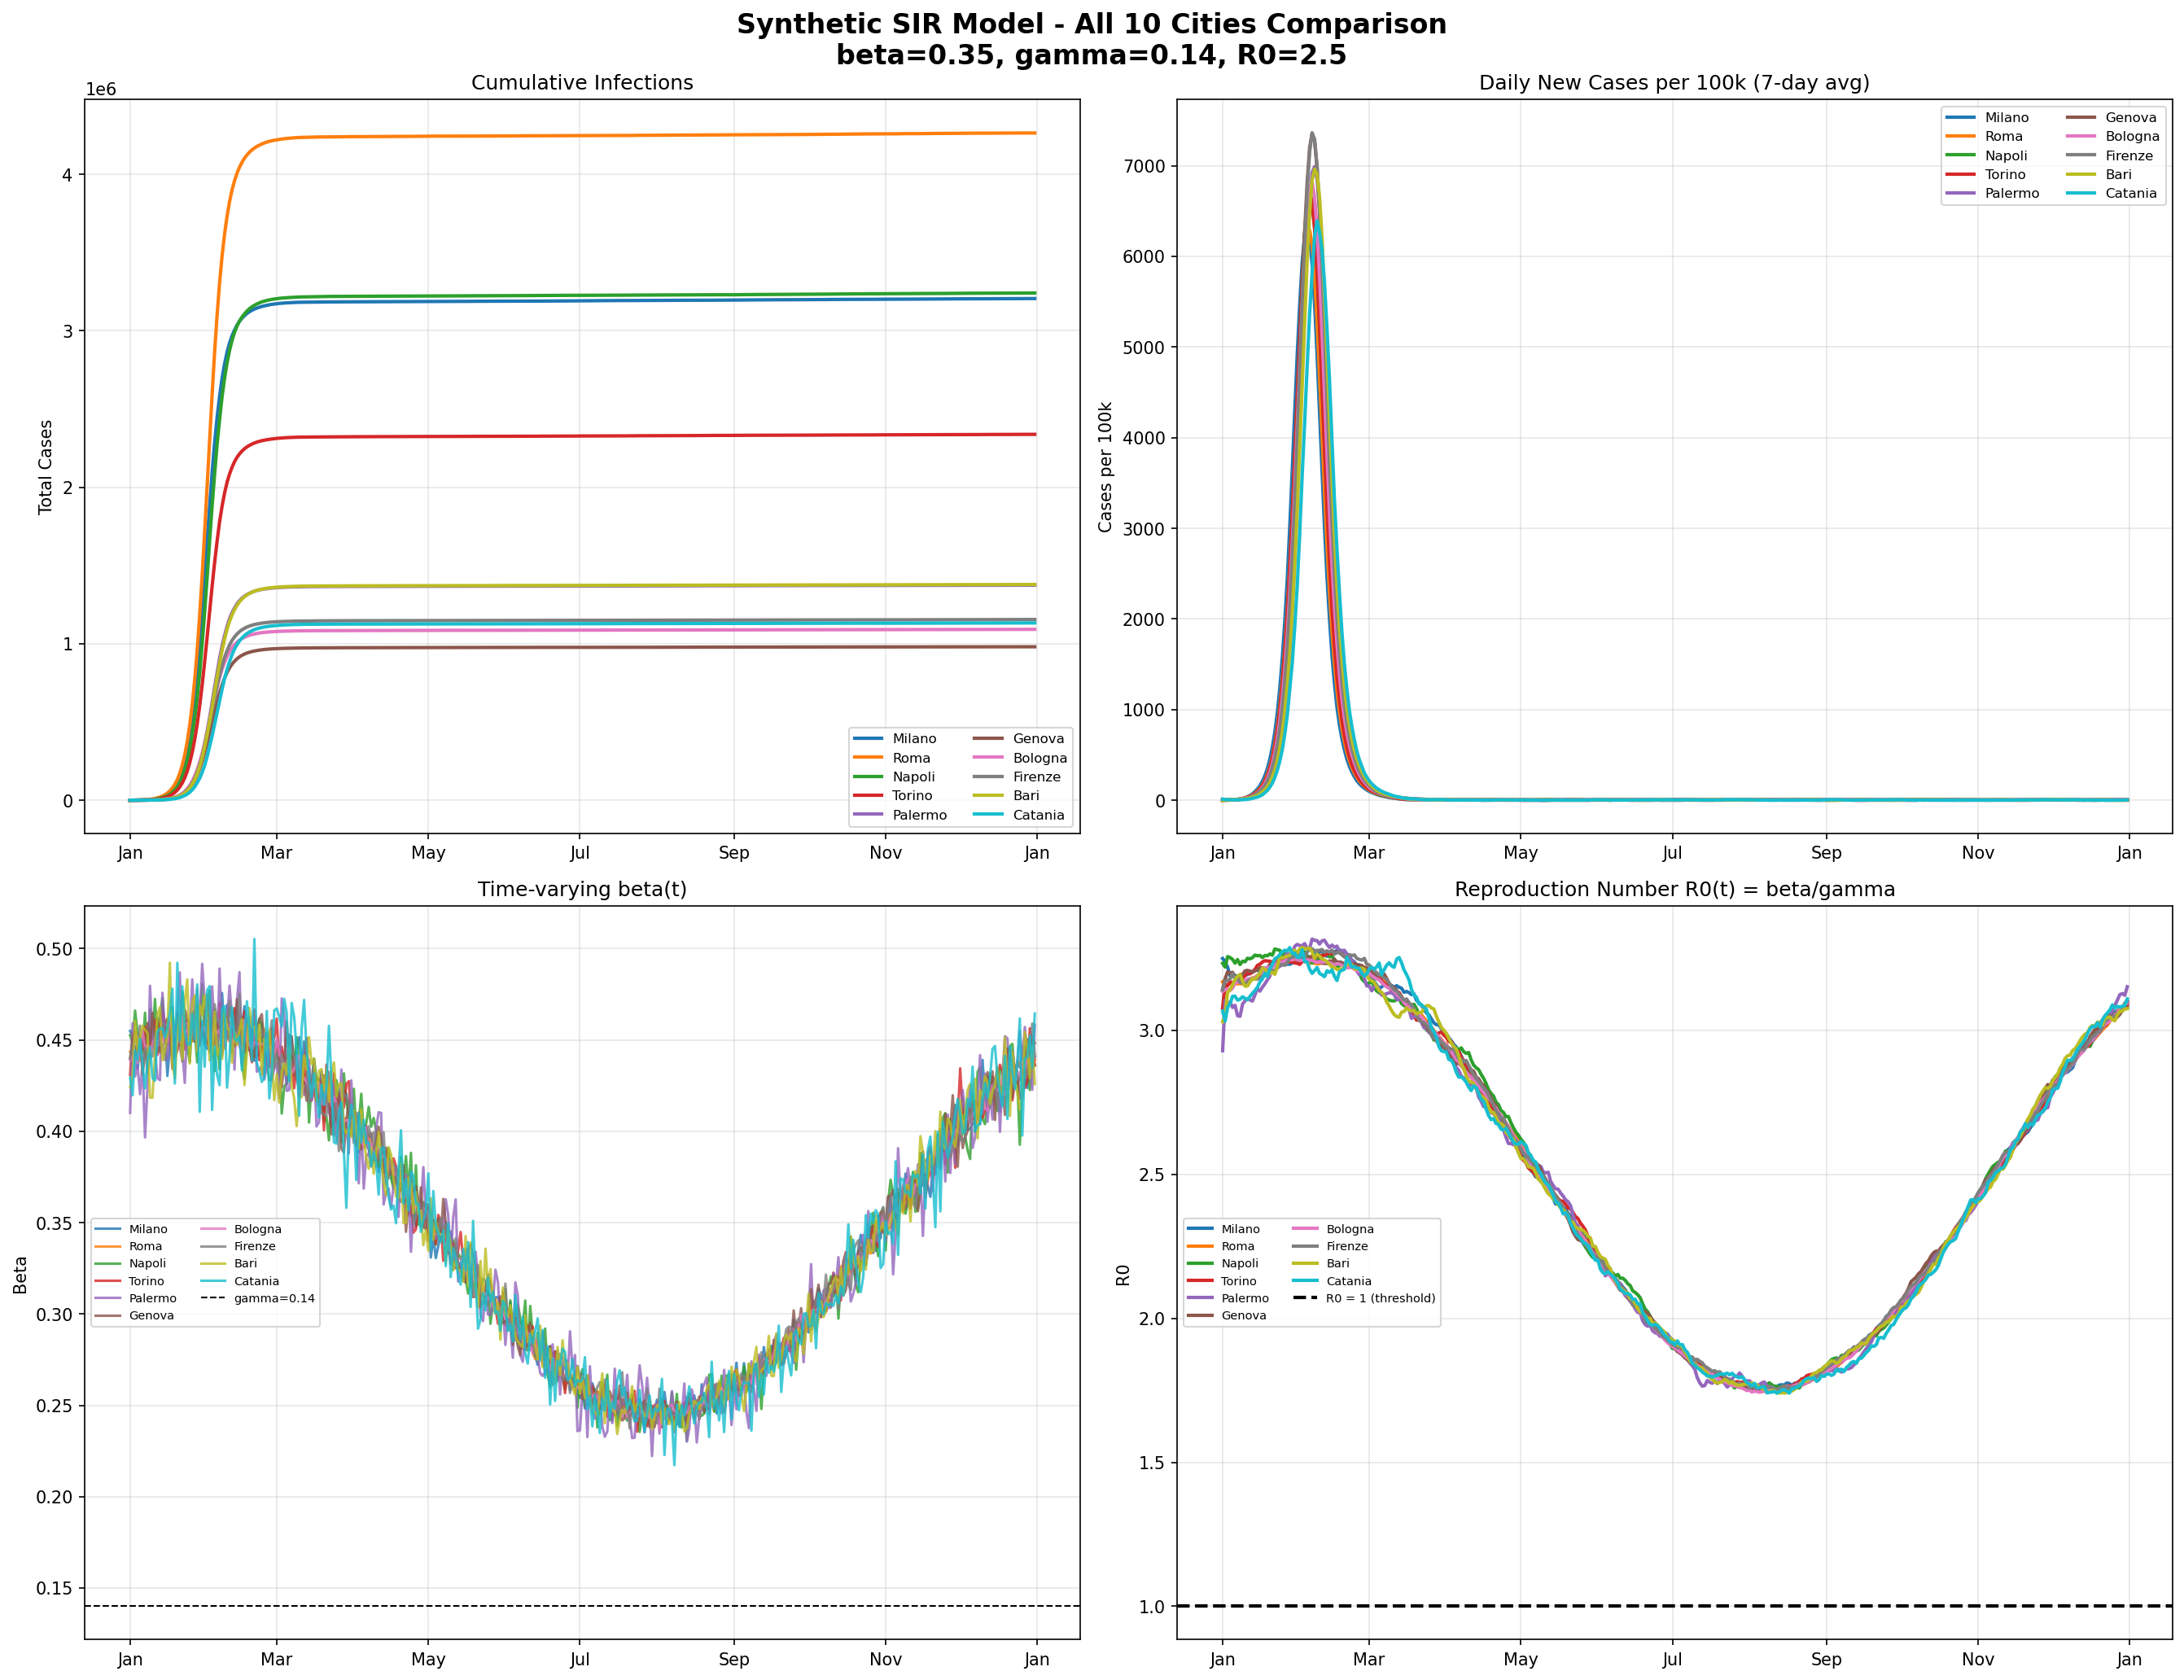 Synthetic SIR Model - All 10 Cities Comparison
beta=0.35, gamma=0.14, R0=2.5
Cumulative Infections
1e6
4
3
2
1
0
Total Cases
Jan Mar May Jul Sep Nov Jan
Milano Genova
Roma Bologna
Napoli Firenze
Torino Bari
Palermo Catania
Daily New Cases per 100k (7-day avg)
7000
6000
5000
4000
3000
2000
1000
0
Cases per 100k
Jan Mar May Jul Sep Nov Jan
Milano Genova
Roma Bologna
Napoli Firenze
Torino Bari
Palermo Catania
Time-varying beta(t)
0.50
0.45
0.40
0.35
0.30
0.25
0.20
0.15
Beta
Jan Mar May Jul Sep Nov Jan
Milano Bologna
Roma Firenze
Napoli Bari
Torino Catania
Palermo gamma=0.14
Genova
Reproduction Number R0(t) = beta/gamma
3.0
2.5
2.0
1.5
1.0
R0
Jan Mar May Jul Sep Nov Jan
Milano Bologna
Roma Firenze
Napoli Bari
Torino Catania
Palermo R0 = 1 (threshold)
Genova